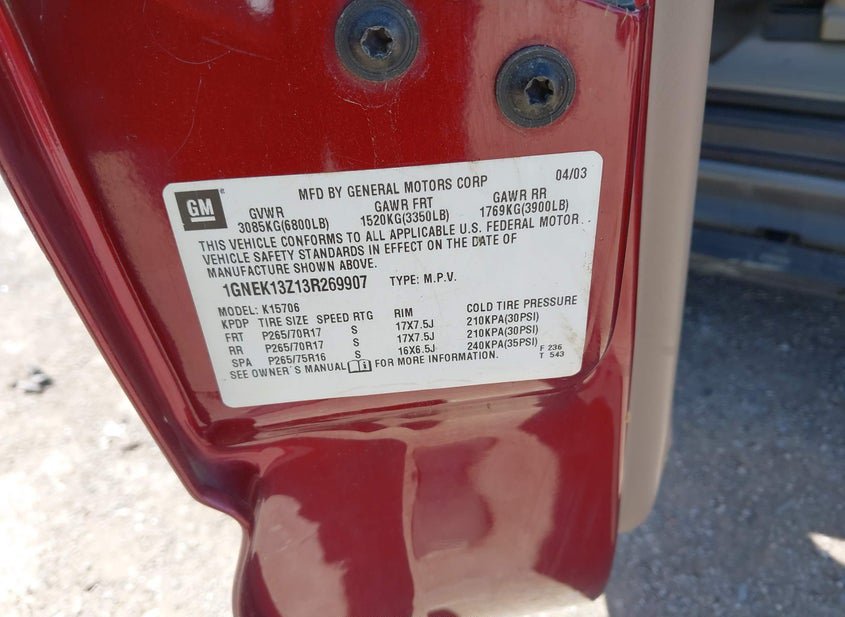 MFD BY GENERAL MOTORS CORP 04/03
GM ®
GVWR GAWR FRT GAWR RR
3085KG(6800LB) 1520KG(3350LB) 1769KG(3900LB)
THIS VEHICLE CONFORMS TO ALL APPLICABLE U.S. FEDERAL MOTOR
VEHICLE SAFETY STANDARDS IN EFFECT ON THE DATE OF
MANUFACTURE SHOWN ABOVE.
1GNEK13Z13R269907 TYPE: M.P.V.
MODEL: K15706
KPDP TIRE SIZE SPEED RTG RIM COLD TIRE PRESSURE
FRT P265/70R17 S 17X7.5J 210KPA(30PSI)
RR P265/70R17 S 17X7.5J 210KPA(30PSI)
SPA P265/75R16 S 16X6.5J 240KPA(35PSI) F 236
SEE OWNER'S MANUAL FOR MORE INFORMATION. T 543